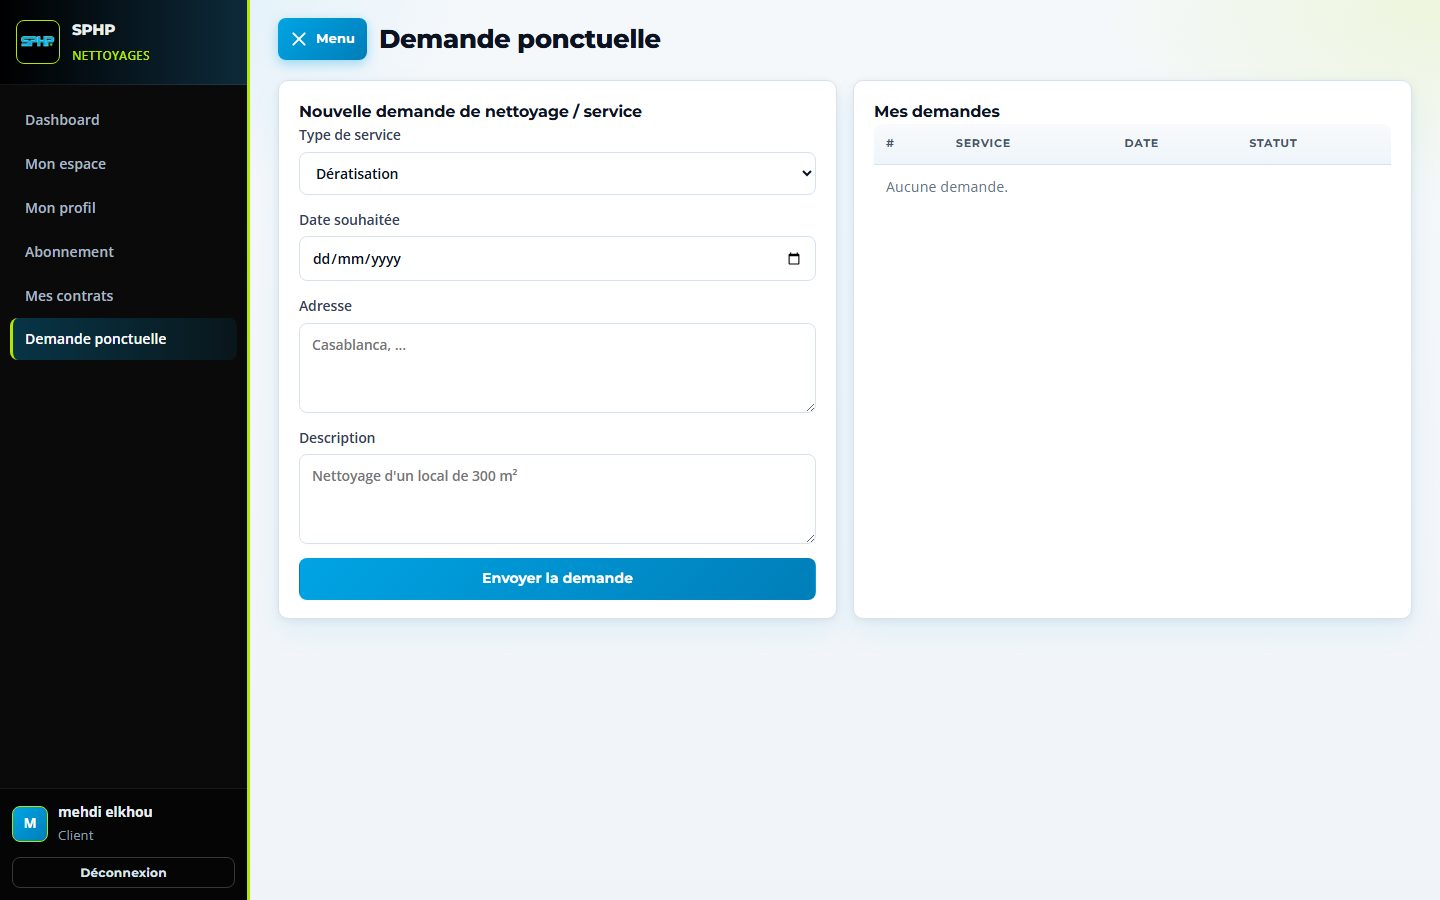 SPHP
SPHP
NETTOYAGES
Dashboard
Mon espace
Mon profil
Abonnement
Mes contrats
Demande ponctuelle
mehdi elkhou
M
Client
Déconnexion
Menu
Demande ponctuelle
Nouvelle demande de nettoyage / service
Type de service
Dératisation
Date souhaitée
dd/mm/yyyy
Adresse
Casablanca, ...
Description
Nettoyage d'un local de 300 m²
Envoyer la demande
Mes demandes
# SERVICE DATE STATUT
Aucune demande.